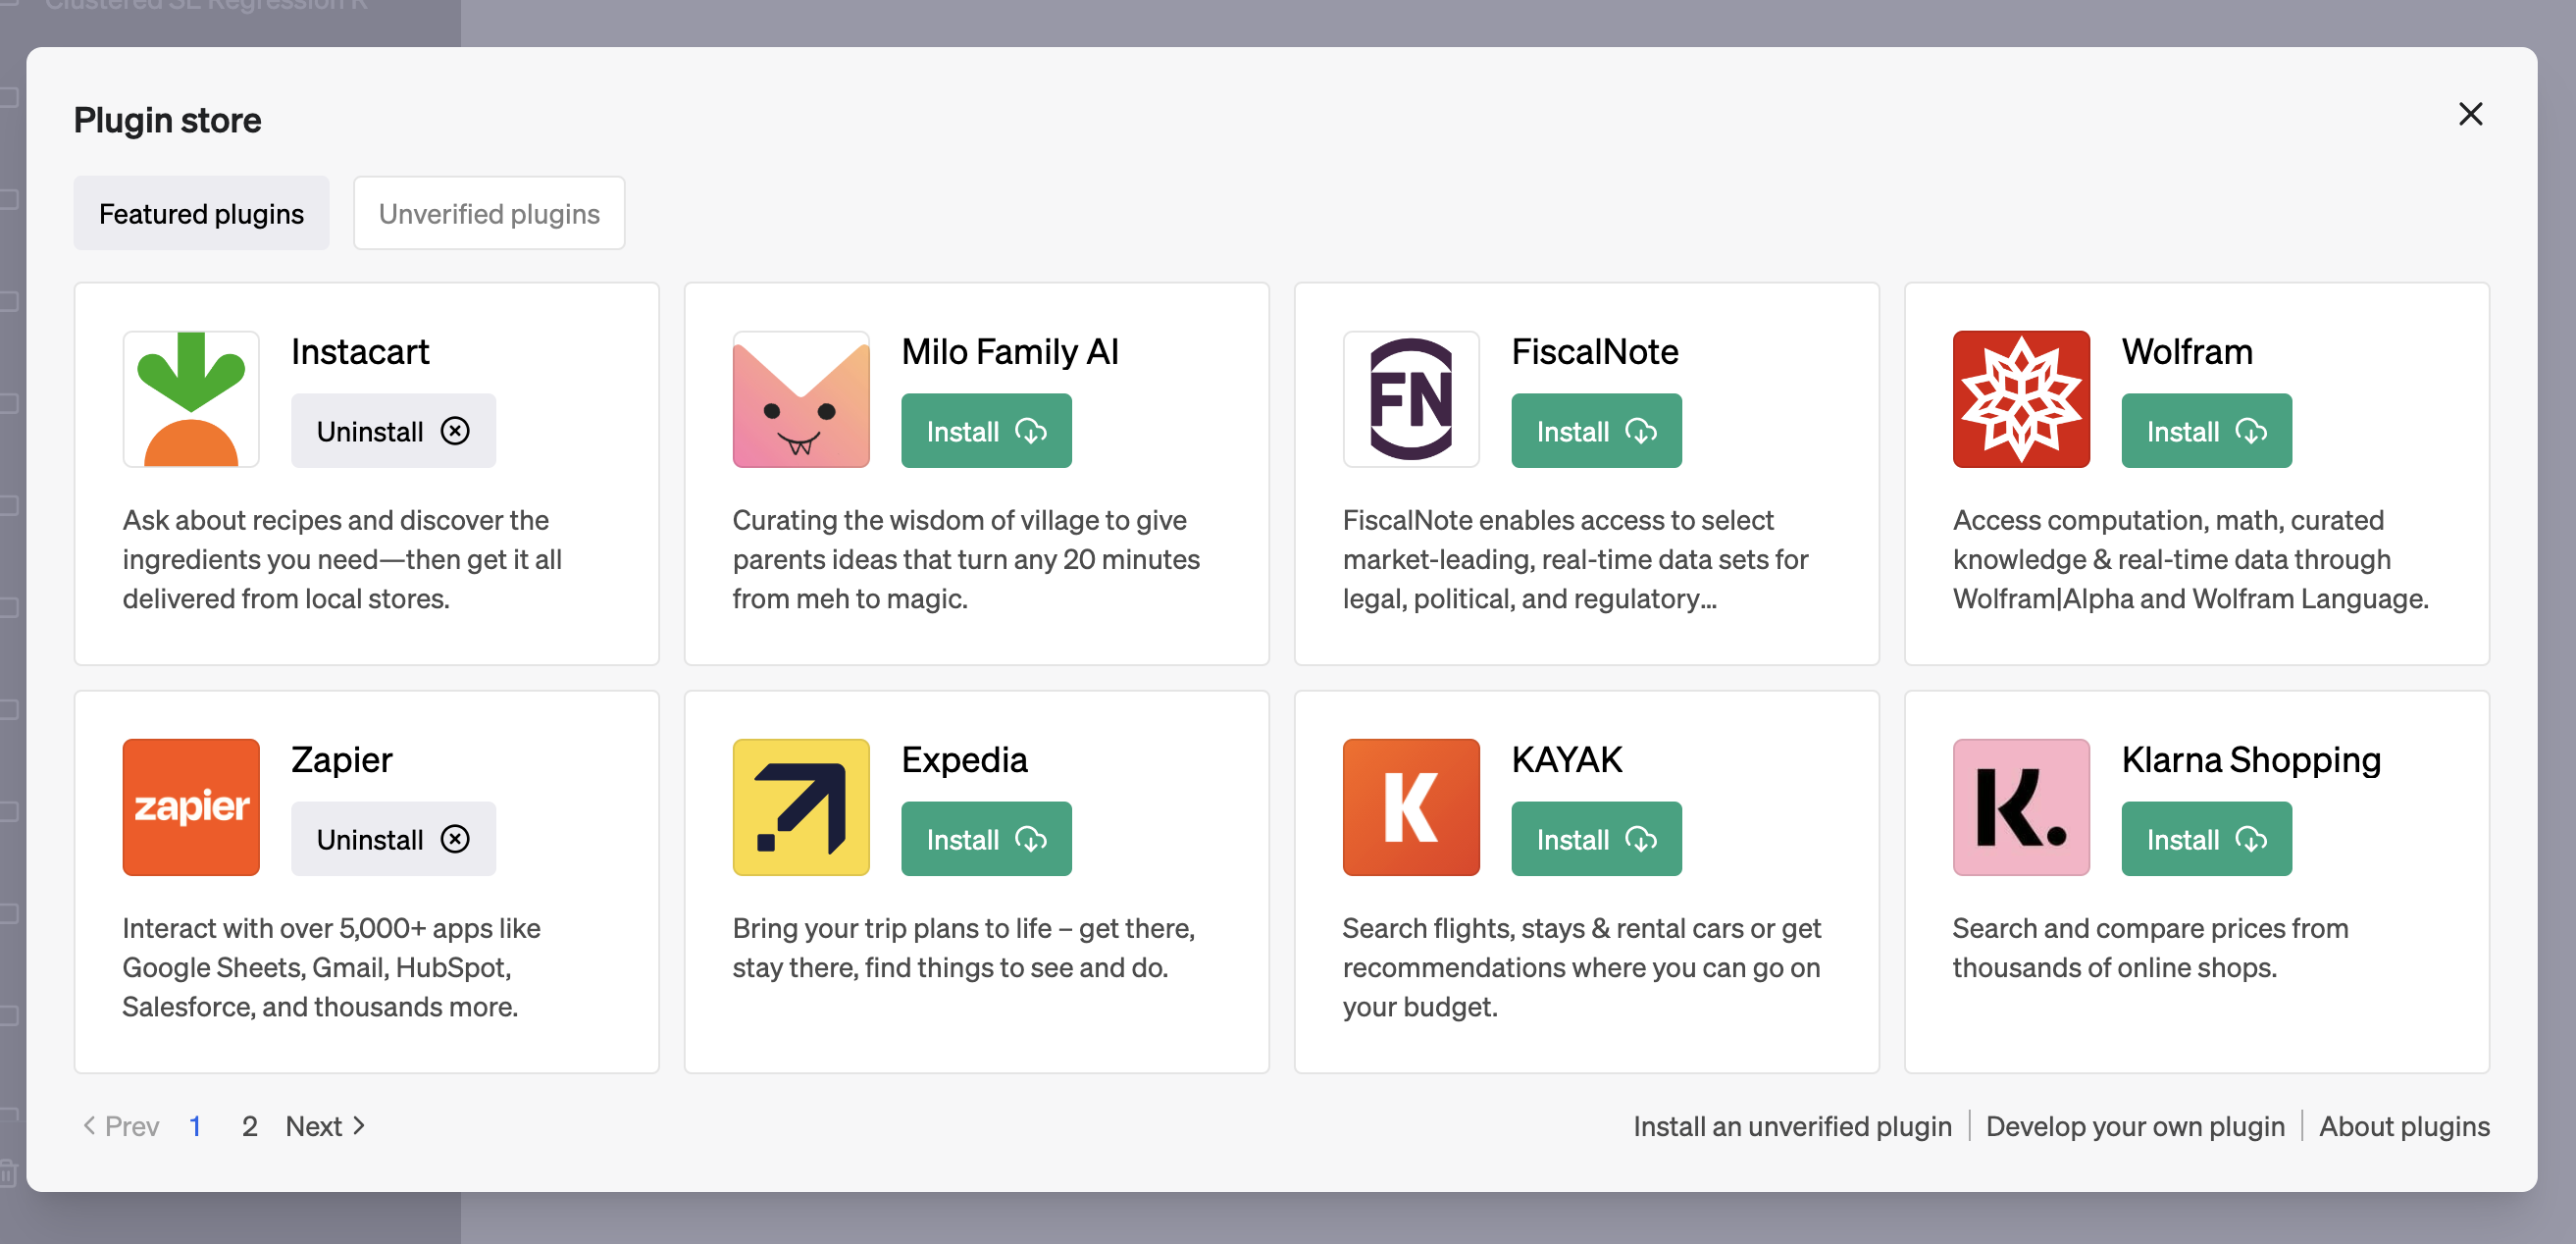 Clustered SE Regression R
Plugin store
Featured plugins
Unverified plugins
Instacart
Uninstall
Ask about recipes and discover the
ingredients you need—then get it all
delivered from local stores.
Milo Family AI
Install
Curating the wisdom of village to give
parents ideas that turn any 20 minutes
from meh to magic.
FN
FiscalNote
Install
FiscalNote enables access to select
market-leading, real-time data sets for
legal, political, and regulatory...
Wolfram
Install
Access computation, math, curated
knowledge & real-time data through
Wolfram|Alpha and Wolfram Language.
zapier
Zapier
Uninstall
Interact with over 5,000+ apps like
Google Sheets, Gmail, HubSpot,
Salesforce, and thousands more.
Expedia
Install
Bring your trip plans to life – get there,
stay there, find things to see and do.
K
KAYAK
Install
Search flights, stays & rental cars or get
recommendations where you can go on
your budget.
K.
Klarna Shopping
Install
Search and compare prices from
thousands of online shops.
Prev 1 2 Next
Install an unverified plugin
Develop your own plugin
About plugins